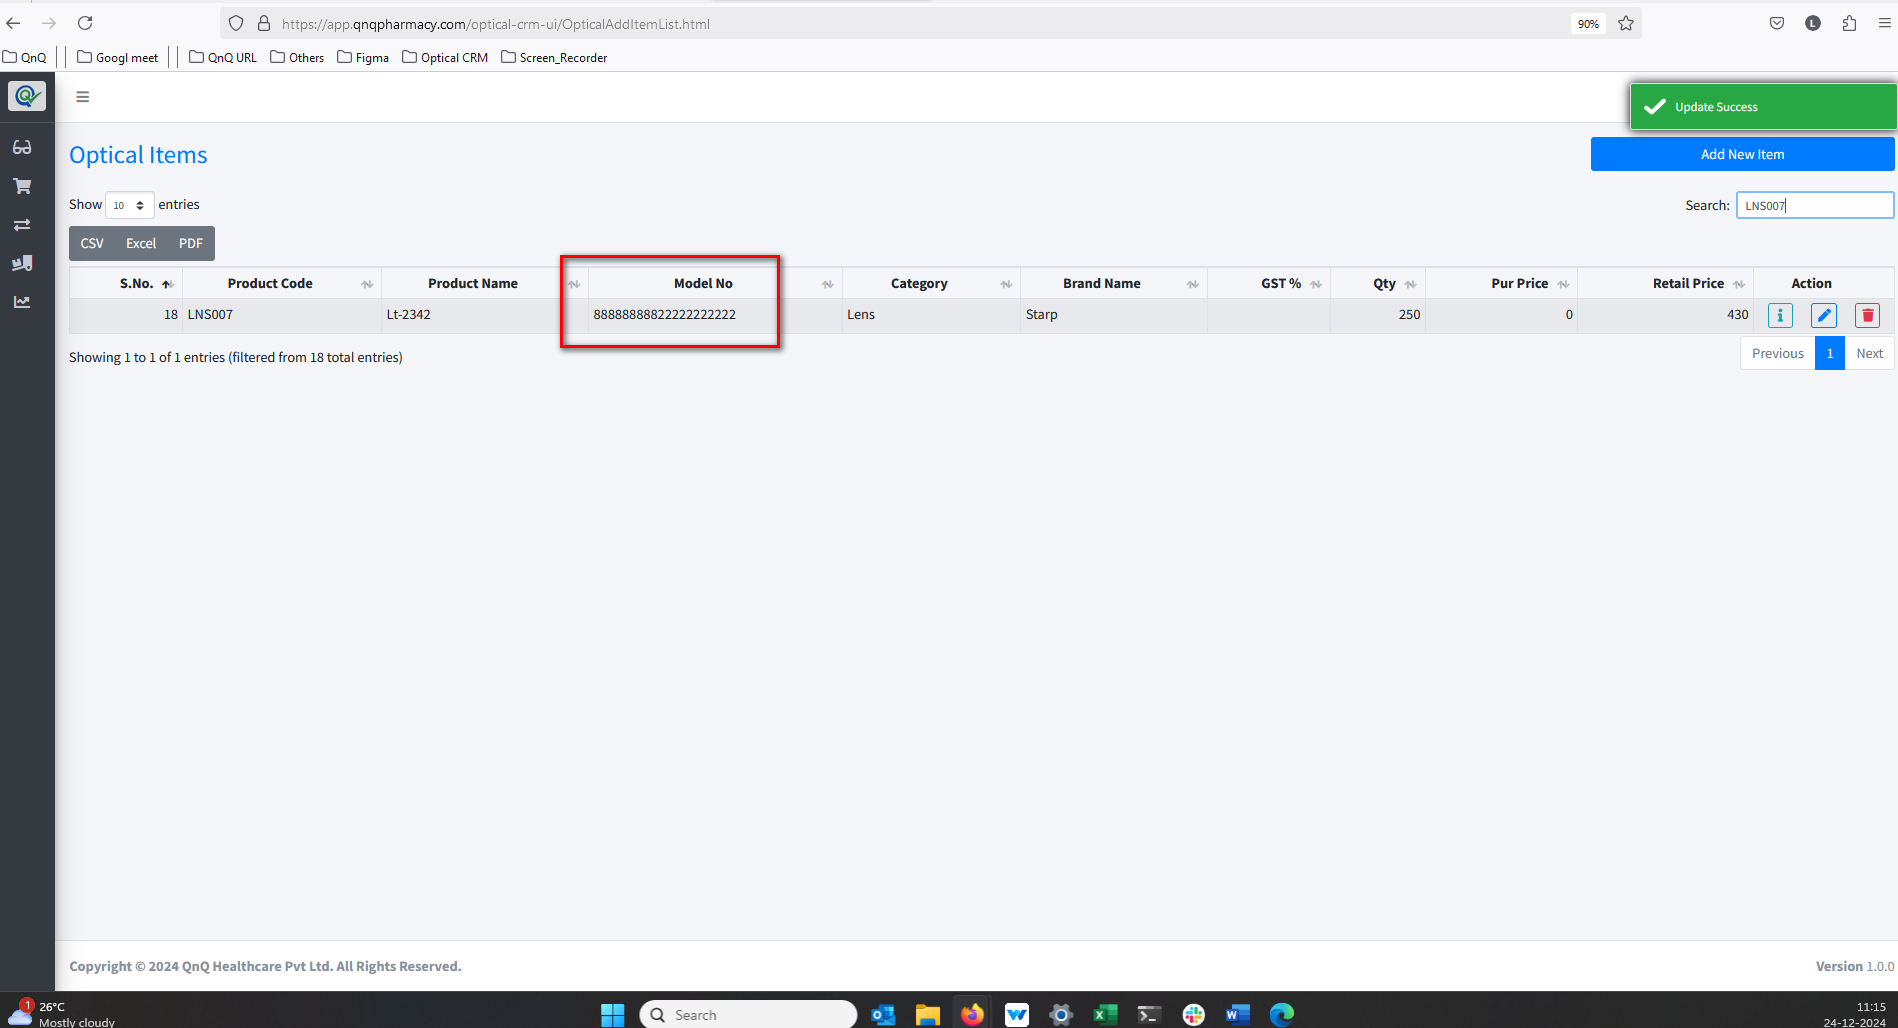 https://app.qnqpharmacy.com/optical-crm-ui/OpticalAddItemList.html 90% L
QnQ Googl meet QnQ URL Others Figma Optical CRM Screen_Recorder
Update Success
Optical Items Add New Item
Show 10 entries Search: LNS007
CSV Excel PDF
S.No. Product Code Product Name Model No Category Brand Name GST % Qty Pur Price Retail Price Action
18 LNS007 Lt-2342 88888888822222222222 Lens Starp 250 0 430
Showing 1 to 1 of 1 entries (filtered from 18 total entries) Previous 1 Next
Copyright © 2024 QnQ Healthcare Pvt Ltd. All Rights Reserved. Version 1.0.0
1 26°C
Mostly cloudy
Search
11:15
24-12-2024